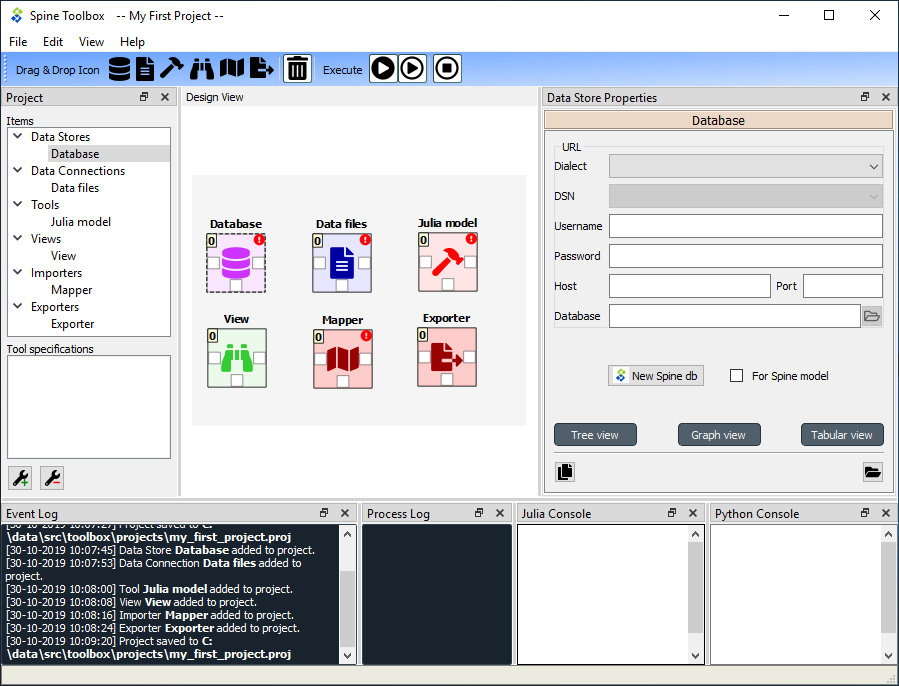 Spine Toolbox -- My First Project --
File Edit View Help
Drag & Drop Icon Execute
Project
Items
Data Stores
Database
Data Connections
Data files
Tools
Julia model
Views
View
Importers
Mapper
Exporters
Exporter
Tool specifications
Design View
Database Data files Julia model
0 0 0
View Mapper Exporter
0 0 0
Data Store Properties
Database
URL
Dialect
DSN
Username
Password
Host Port
Database
New Spine db For Spine model
Tree view Graph view Tabular view
Event Log
[30-10-2019 10:07:27] Project saved to C:
\data\src\toolbox\projects\my_first_project.proj
[30-10-2019 10:07:45] Data Store Database added to project.
[30-10-2019 10:07:53] Data Connection Data files added to
project.
[30-10-2019 10:08:00] Tool Julia model added to project.
[30-10-2019 10:08:08] View View added to project.
[30-10-2019 10:08:16] Importer Mapper added to project.
[30-10-2019 10:08:24] Exporter Exporter added to project.
[30-10-2019 10:09:20] Project saved to C:
\data\src\toolbox\projects\my_first_project.proj
Process Log
Julia Console
Python Console